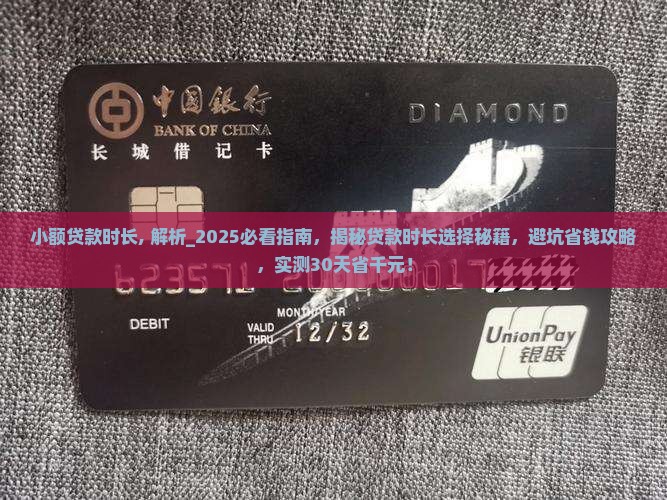 中国银行
BANK OF CHINA
长城借记卡
DIAMOND
小额贷款时长, 解析_2025必看指南，揭秘贷款时长选择秘籍，避坑省钱攻略
，实测30天省千元！
DEBIT
MONTH/YEAR
VALID
THRU
12/32
UnionPay
银联